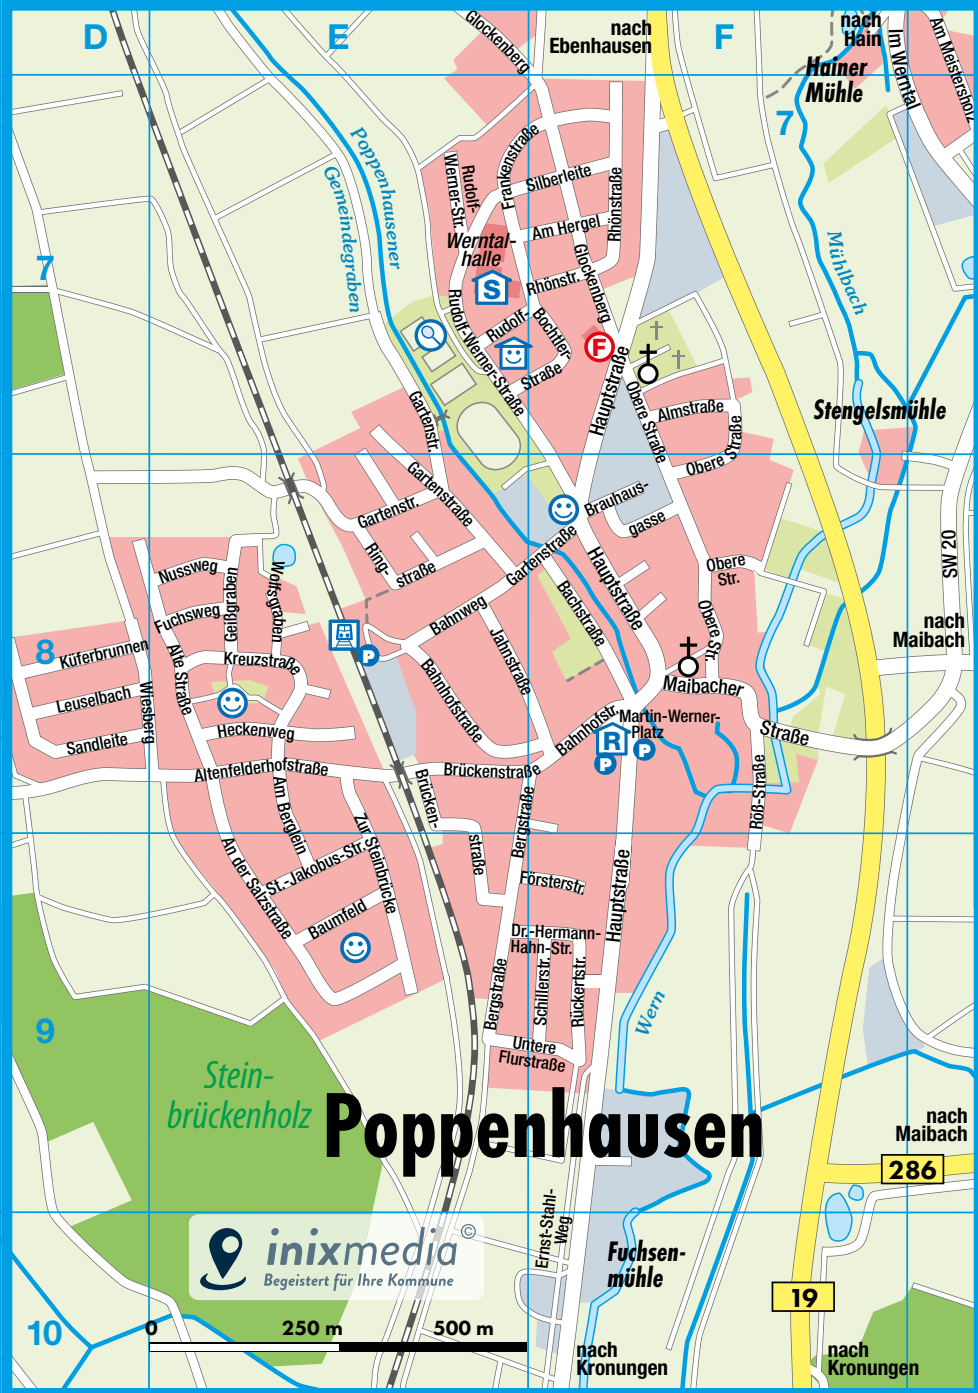 D
E
F
nach
Ebenhausen
nach
Hain
Im Werntal
Am Meistersholz
Hainer
Mühle
Glockenberg
7
7
Poppenhausener
Gemeindegraben
Rudolf-
Werner-Str.
Frankenstraße
Silberleite
Rhönstraße
Am Hergel
Werntal-
halle
S
Rhönstr.
Glockenberg
Mühlbach
Rudolf-Werner-Straße
Rudolf-
Bochtler-
Straße
F
Hauptstraße
Obere Straße
Almstraße
Obere Straße
Stengelsmühle
Gartenstr.
Gartenstraße
Gartenstr.
Ring-
straße
Brauhaus-
gasse
Gartenstraße
Hauptstraße
Bachstraße
Obere
Str.
Obere Str.
SW 20
nach
Maibach
8
8
Nussweg
Fuchsweg
Geißgraben
Wolfsgraben
Küferbrunnen
Leuselbach
Sandleite
Wiesberg
Alte Straße
Kreuzstraße
Heckenweg
P
Bahnweg
Jahnstraße
Bahnhofstraße
Bahnhofstr.
Maibacher
Straße
Martin-Werner-
Platz
R
P
P
Altenfelderhofstraße
Brückenstraße
Brücken-
straße
Bergstraße
Röß-Straße
Am Berglein
Zur Steinbrücke
An der Salzstraße
St.-Jakobus-Str.
Baumfeld
Försterstr.
Hauptstraße
Dr.-Hermann-
Hahn-Str.
Schillerstr.
Rückertstr.
Bergstraße
Untere
Flurstraße
Wern
9
Stein-
brückenholz
Poppenhausen
nach
Maibach
286
Ernst-Stahl-
Weg
Fuchsen-
mühle
19
inixmedia©
Begeistert für Ihre Kommune
10
0
250 m
500 m
nach
Kronungen
nach
Kronungen